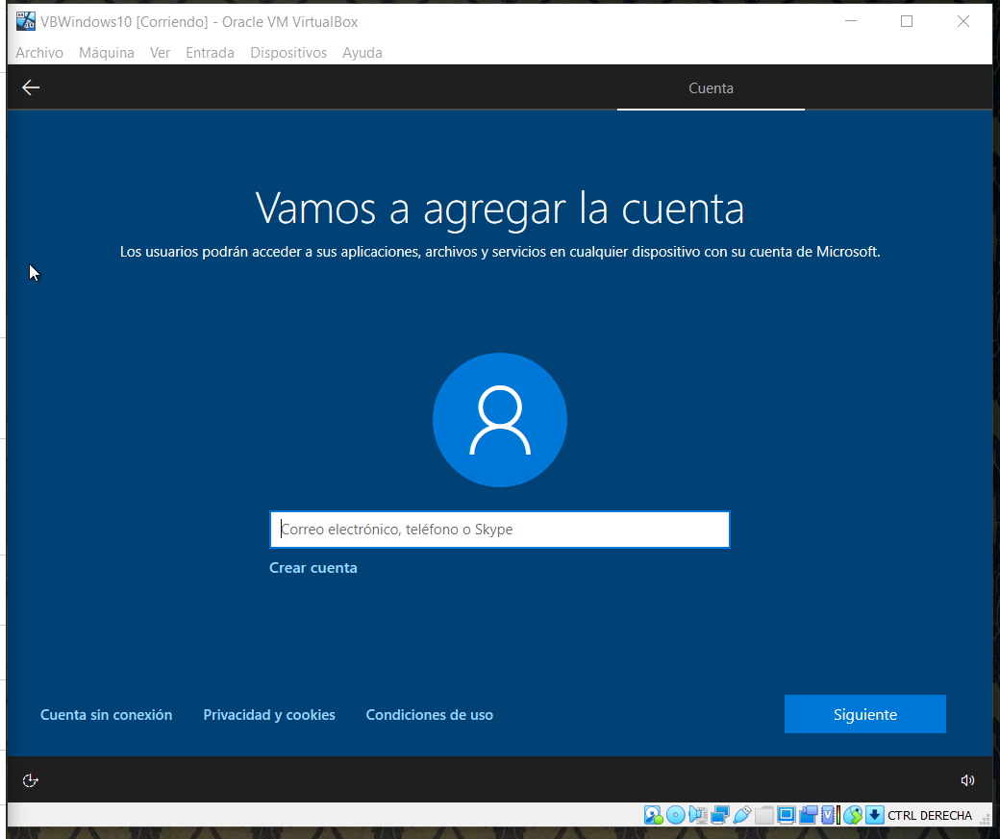 VBWindows10 [Corriendo] - Oracle VM VirtualBox
Archivo Máquina Ver Entrada Dispositivos Ayuda
Cuenta
Vamos a agregar la cuenta
Los usuarios podrán acceder a sus aplicaciones, archivos y servicios en cualquier dispositivo con su cuenta de Microsoft.
Correo electrónico, teléfono o Skype
Crear cuenta
Cuenta sin conexión Privacidad y cookies Condiciones de uso Siguiente
CTRL DERECHA